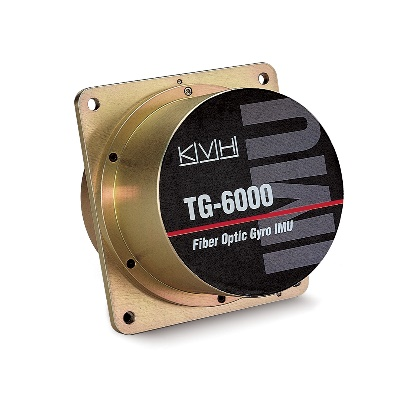 KVH
IMU
TG-6000
Fiber Optic Gyro IMU